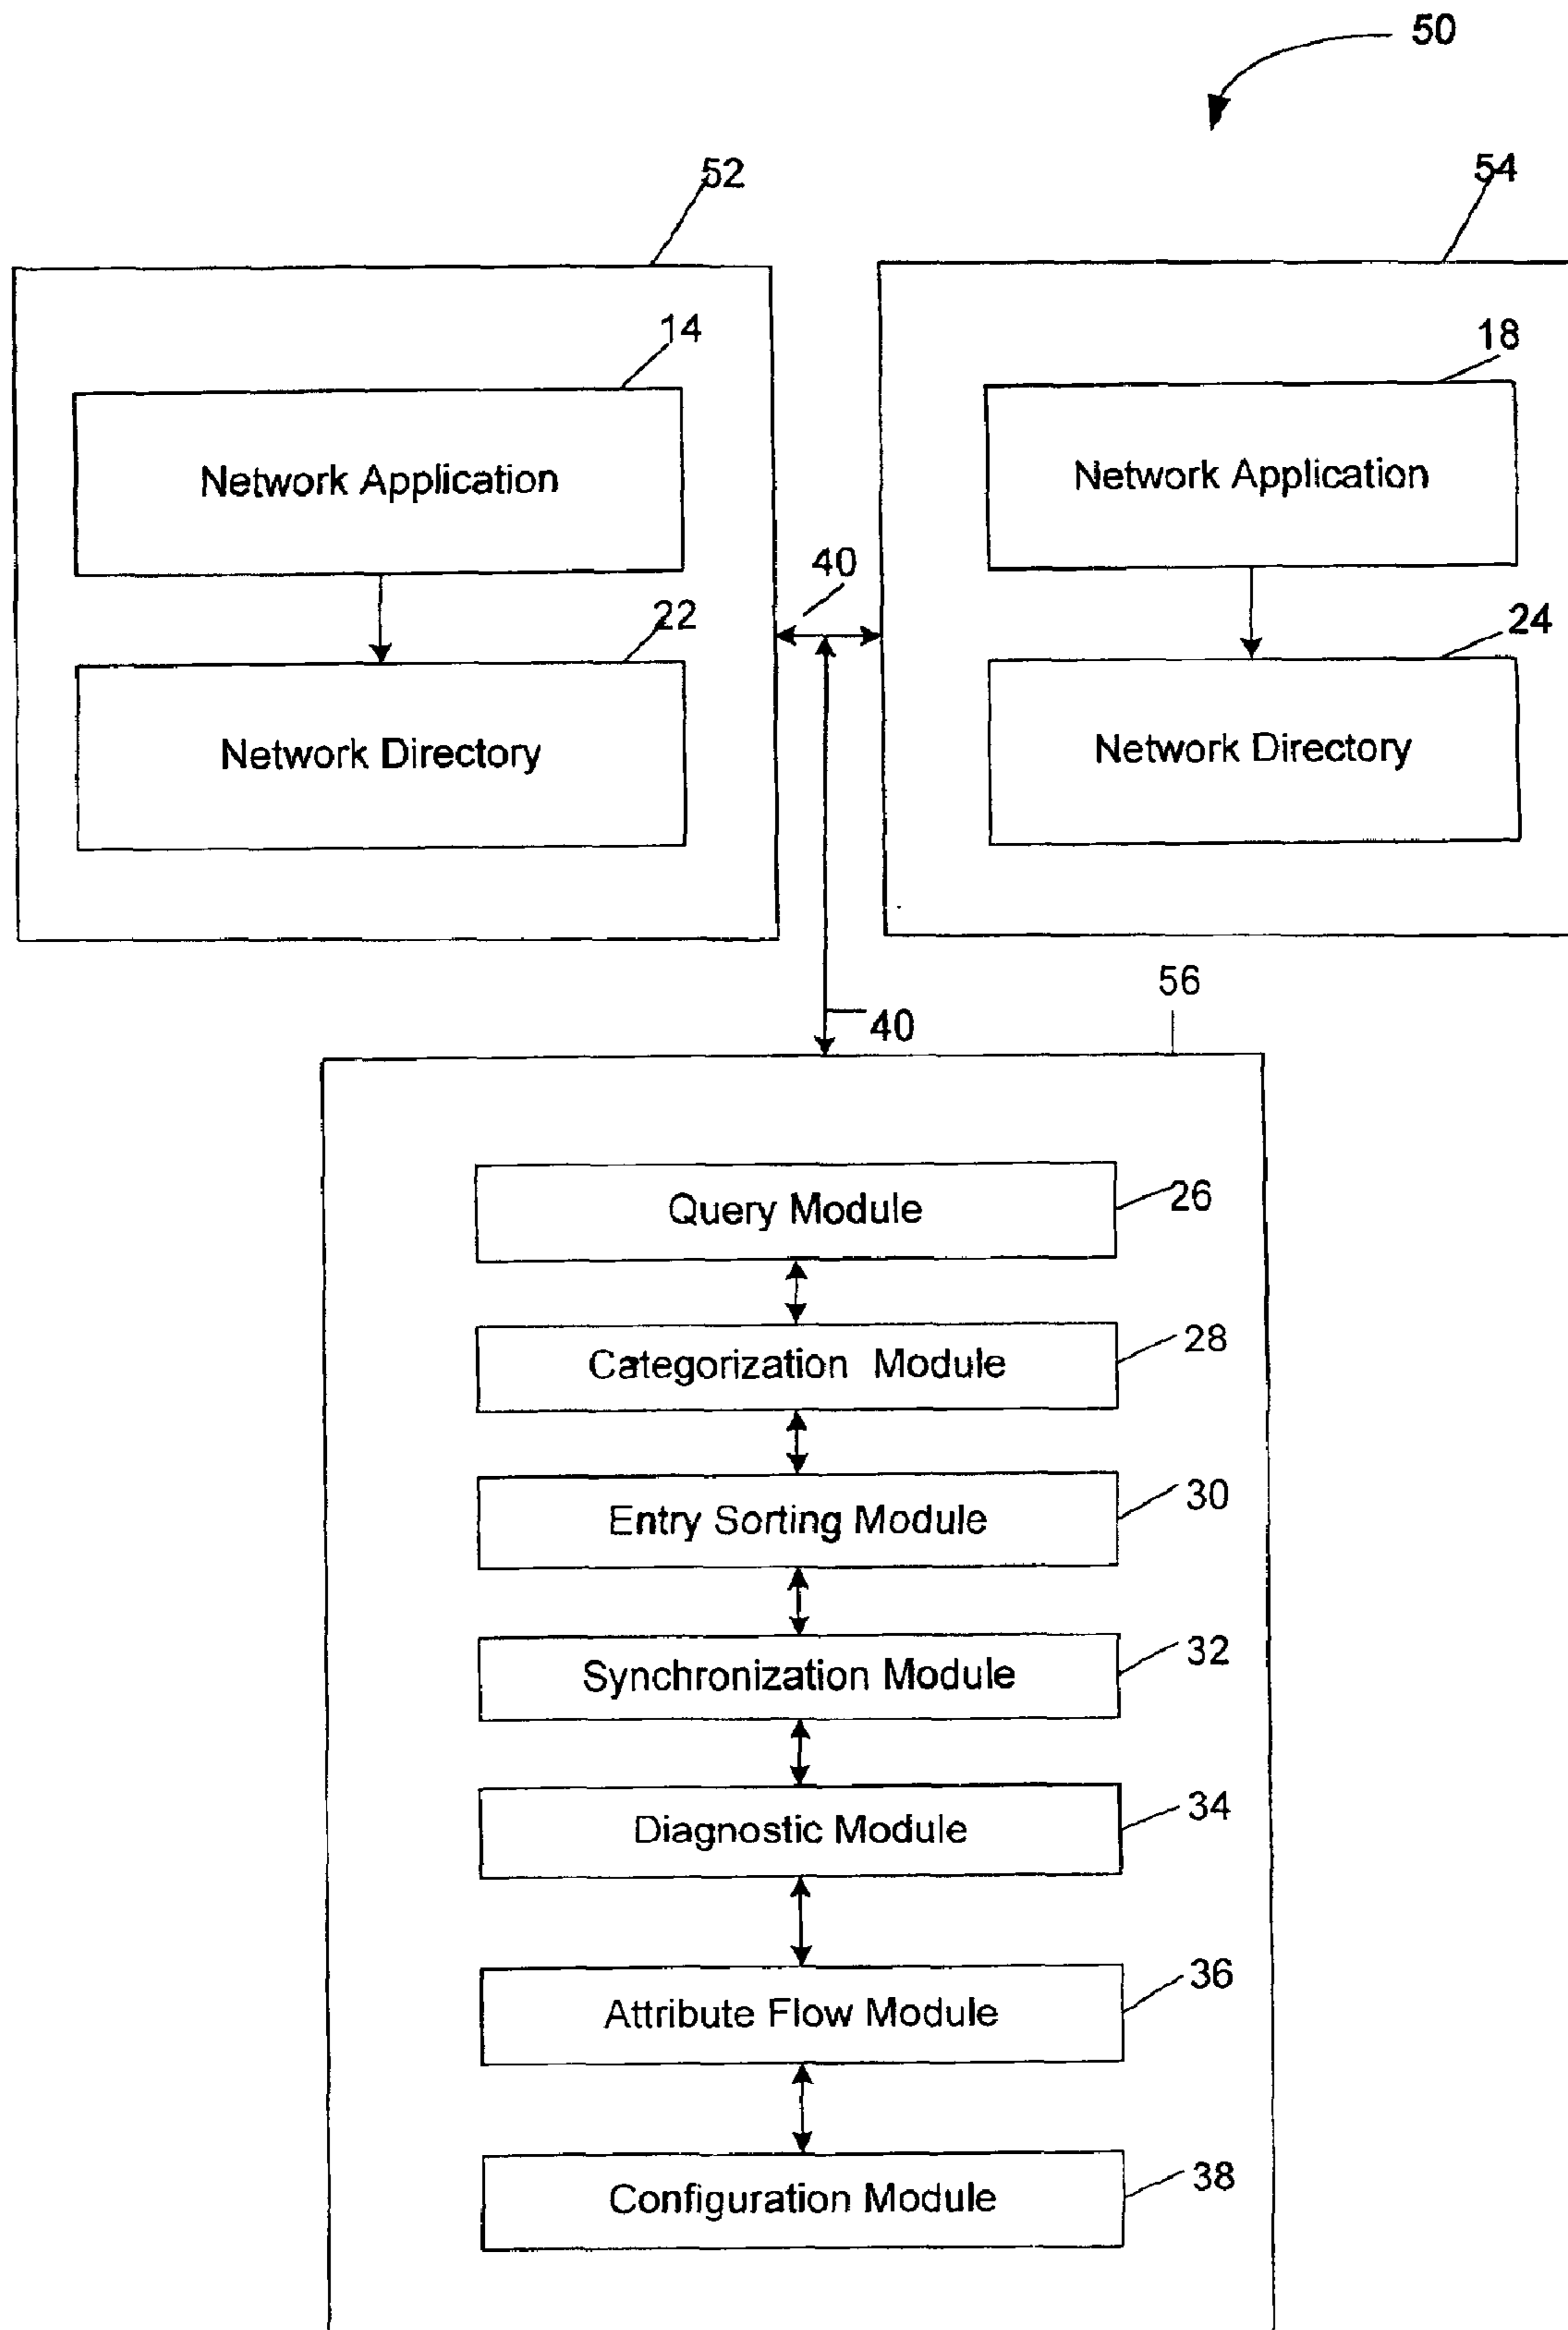 50
52
54
14
18
Network Application
Network Application
40
22
24
Network Directory
Network Directory
56
40
Query Module
26
Categorization Module
28
Entry Sorting Module
30
Synchronization Module
32
Diagnostic Module
34
Attribute Flow Module
36
Configuration Module
38